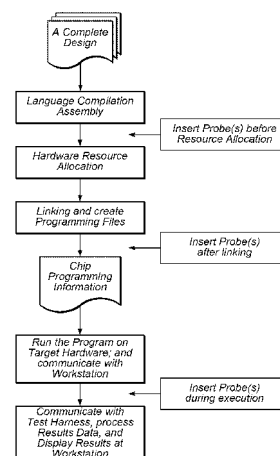 A Complete
Design
Language Compilation
Assembly
Insert Probe(s) before
Resource Allocation
Hardware Resource
Allocation
Linking and create
Programming Files
Insert Probe(s)
after linking
Chip
Programming
Information
Run the Program on
Target Hardware; and
communicate with
Workstation
Insert Probe(s)
during execution
Communicate with
Test Harness, process
Results Data, and
Display Results at
Workstation